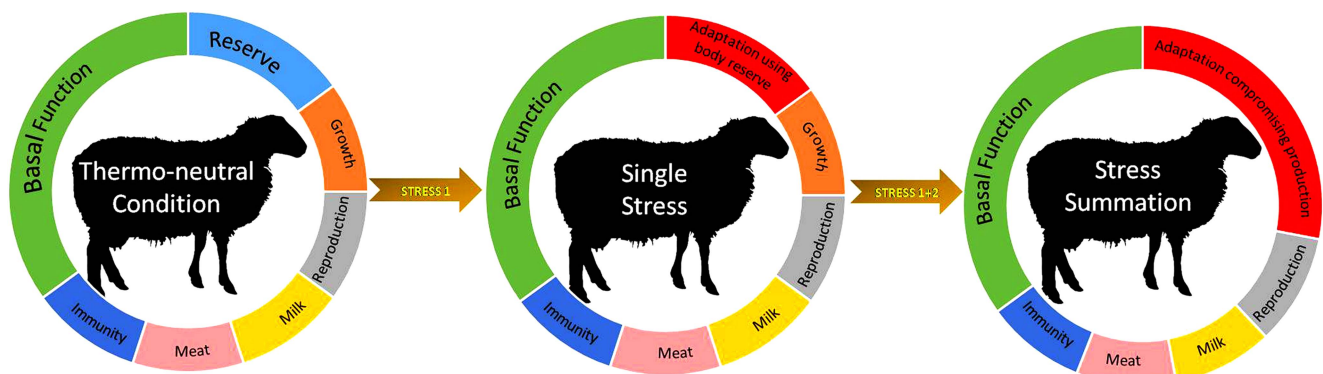 Basal Function
Reserve
Growth
Reproduction
Milk
Meat
Immunity
Thermo-neutral
Condition
STRESS 1
Basal Function
Adaptation using
body reserve
Growth
Reproduction
Milk
Meat
Immunity
Single
Stress
STRESS 1+2
Basal Function
Adaptation compromising production
Reproduction
Milk
Meat
Immunity
Stress
Summation